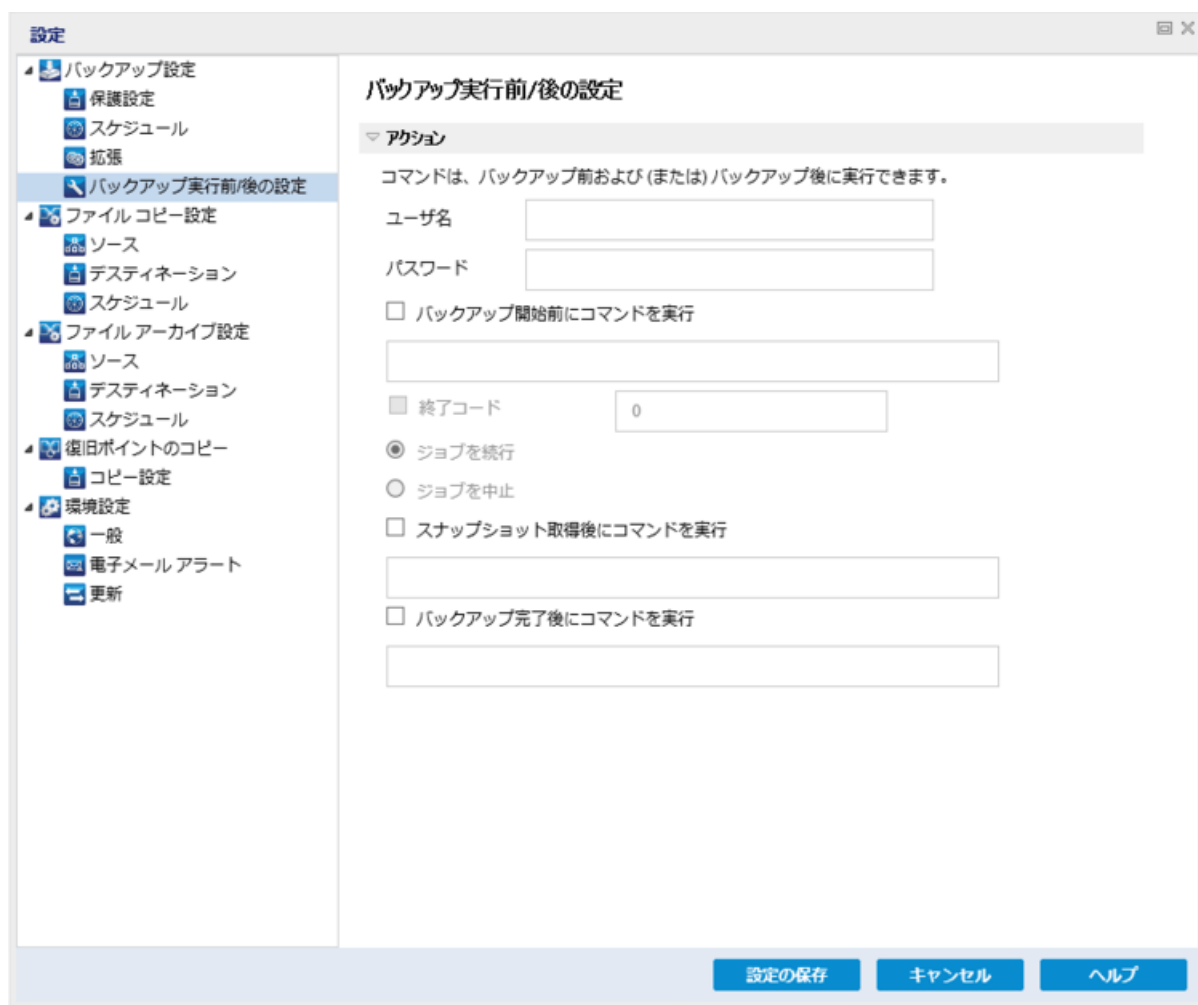 設定
バックアップ設定
保護設定
スケジュール
拡張
バックアップ実行前/後の設定
ファイル コピー設定
ソース
デスティネーション
スケジュール
ファイル アーカイブ設定
ソース
デスティネーション
スケジュール
復旧ポイントのコピー
コピー設定
環境設定
一般
電子メール アラート
更新
バックアップ実行前/後の設定
アクション
コマンドは、バックアップ前および (または) バックアップ後に実行できます。
ユーザ名
パスワード
バックアップ開始前にコマンドを実行
終了コード 0
ジョブを続行
ジョブを中止
スナップショット取得後にコマンドを実行
バックアップ完了後にコマンドを実行
設定の保存 キャンセル ヘルプ